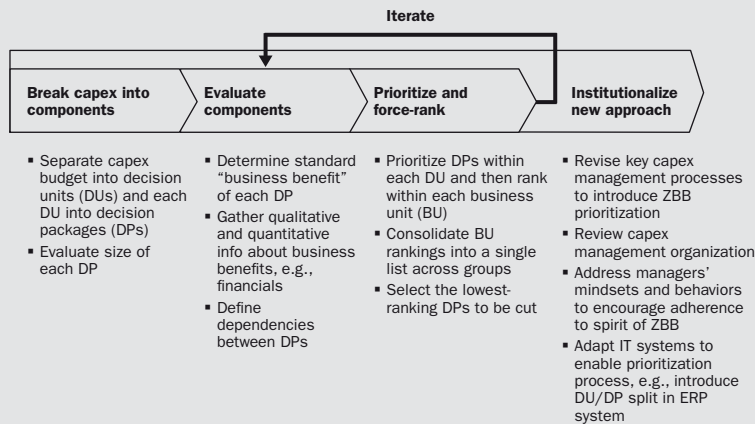 Iterate
Break capex into
components
Evaluate
components
Prioritize and
force-rank
Institutionalize
new approach
▪ Separate capex
budget into decision
units (DUs) and each
DU into decision
packages (DPs)
▪ Evaluate size of
each DP
▪ Determine standard
“business benefit”
of each DP
▪ Gather qualitative
and quantitative
info about business
benefits, e.g.,
financials
▪ Define
dependencies
between DPs
▪ Prioritize DPs within
each DU and then rank
within each business
unit (BU)
▪ Consolidate BU
rankings into a single
list across groups
▪ Select the lowest-
ranking DPs to be cut
▪ Revise key capex
management processes
to introduce ZBB
prioritization
▪ Review capex
management organization
▪ Address managers’
mindsets and behaviors
to encourage adherence
to spirit of ZBB
▪ Adapt IT systems to
enable prioritization
process, e.g., introduce
DU/DP split in ERP
system